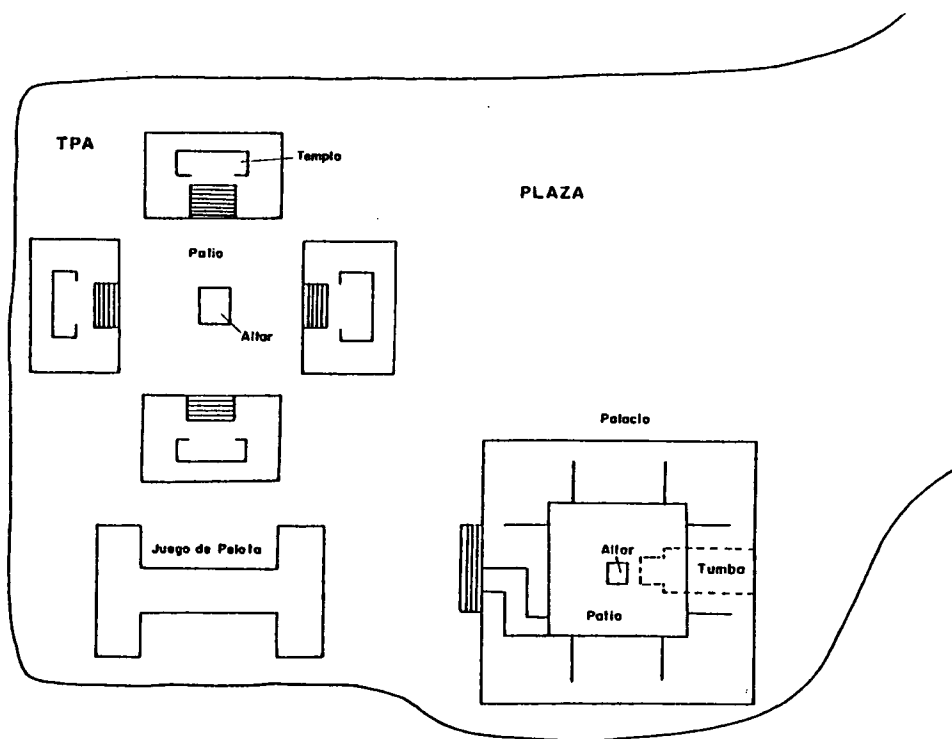 TPA
Templo
PLAZA
Patio
Altar
Palacio
Juego de Pelota
Altar
Tumba
Patio